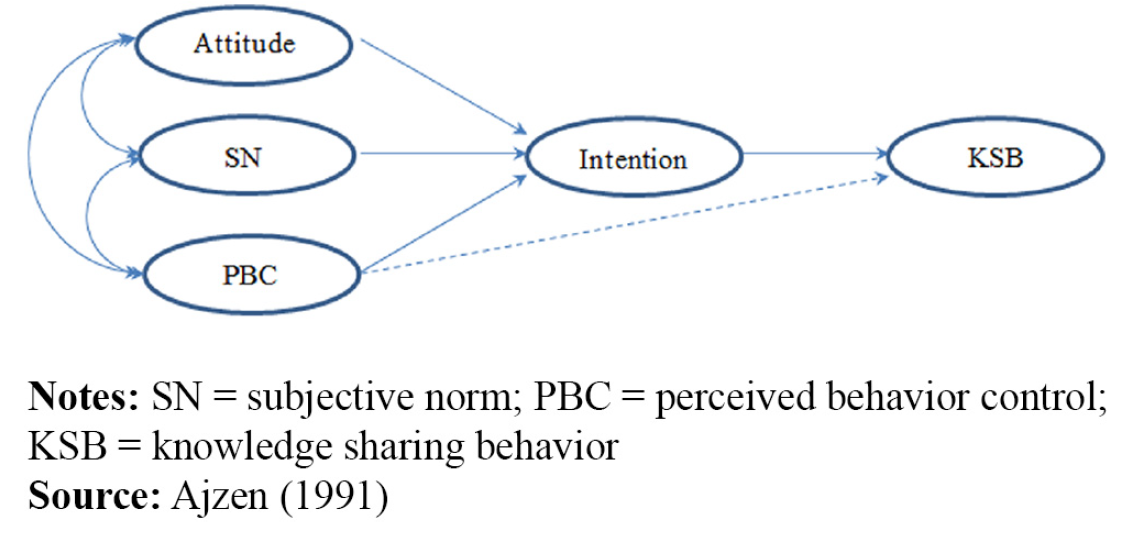 Attitude
SN
Intention
KSB
PBC
Notes: SN = subjective norm; PBC = perceived behavior control;
KSB = knowledge sharing behavior
Source: Ajzen (1991)